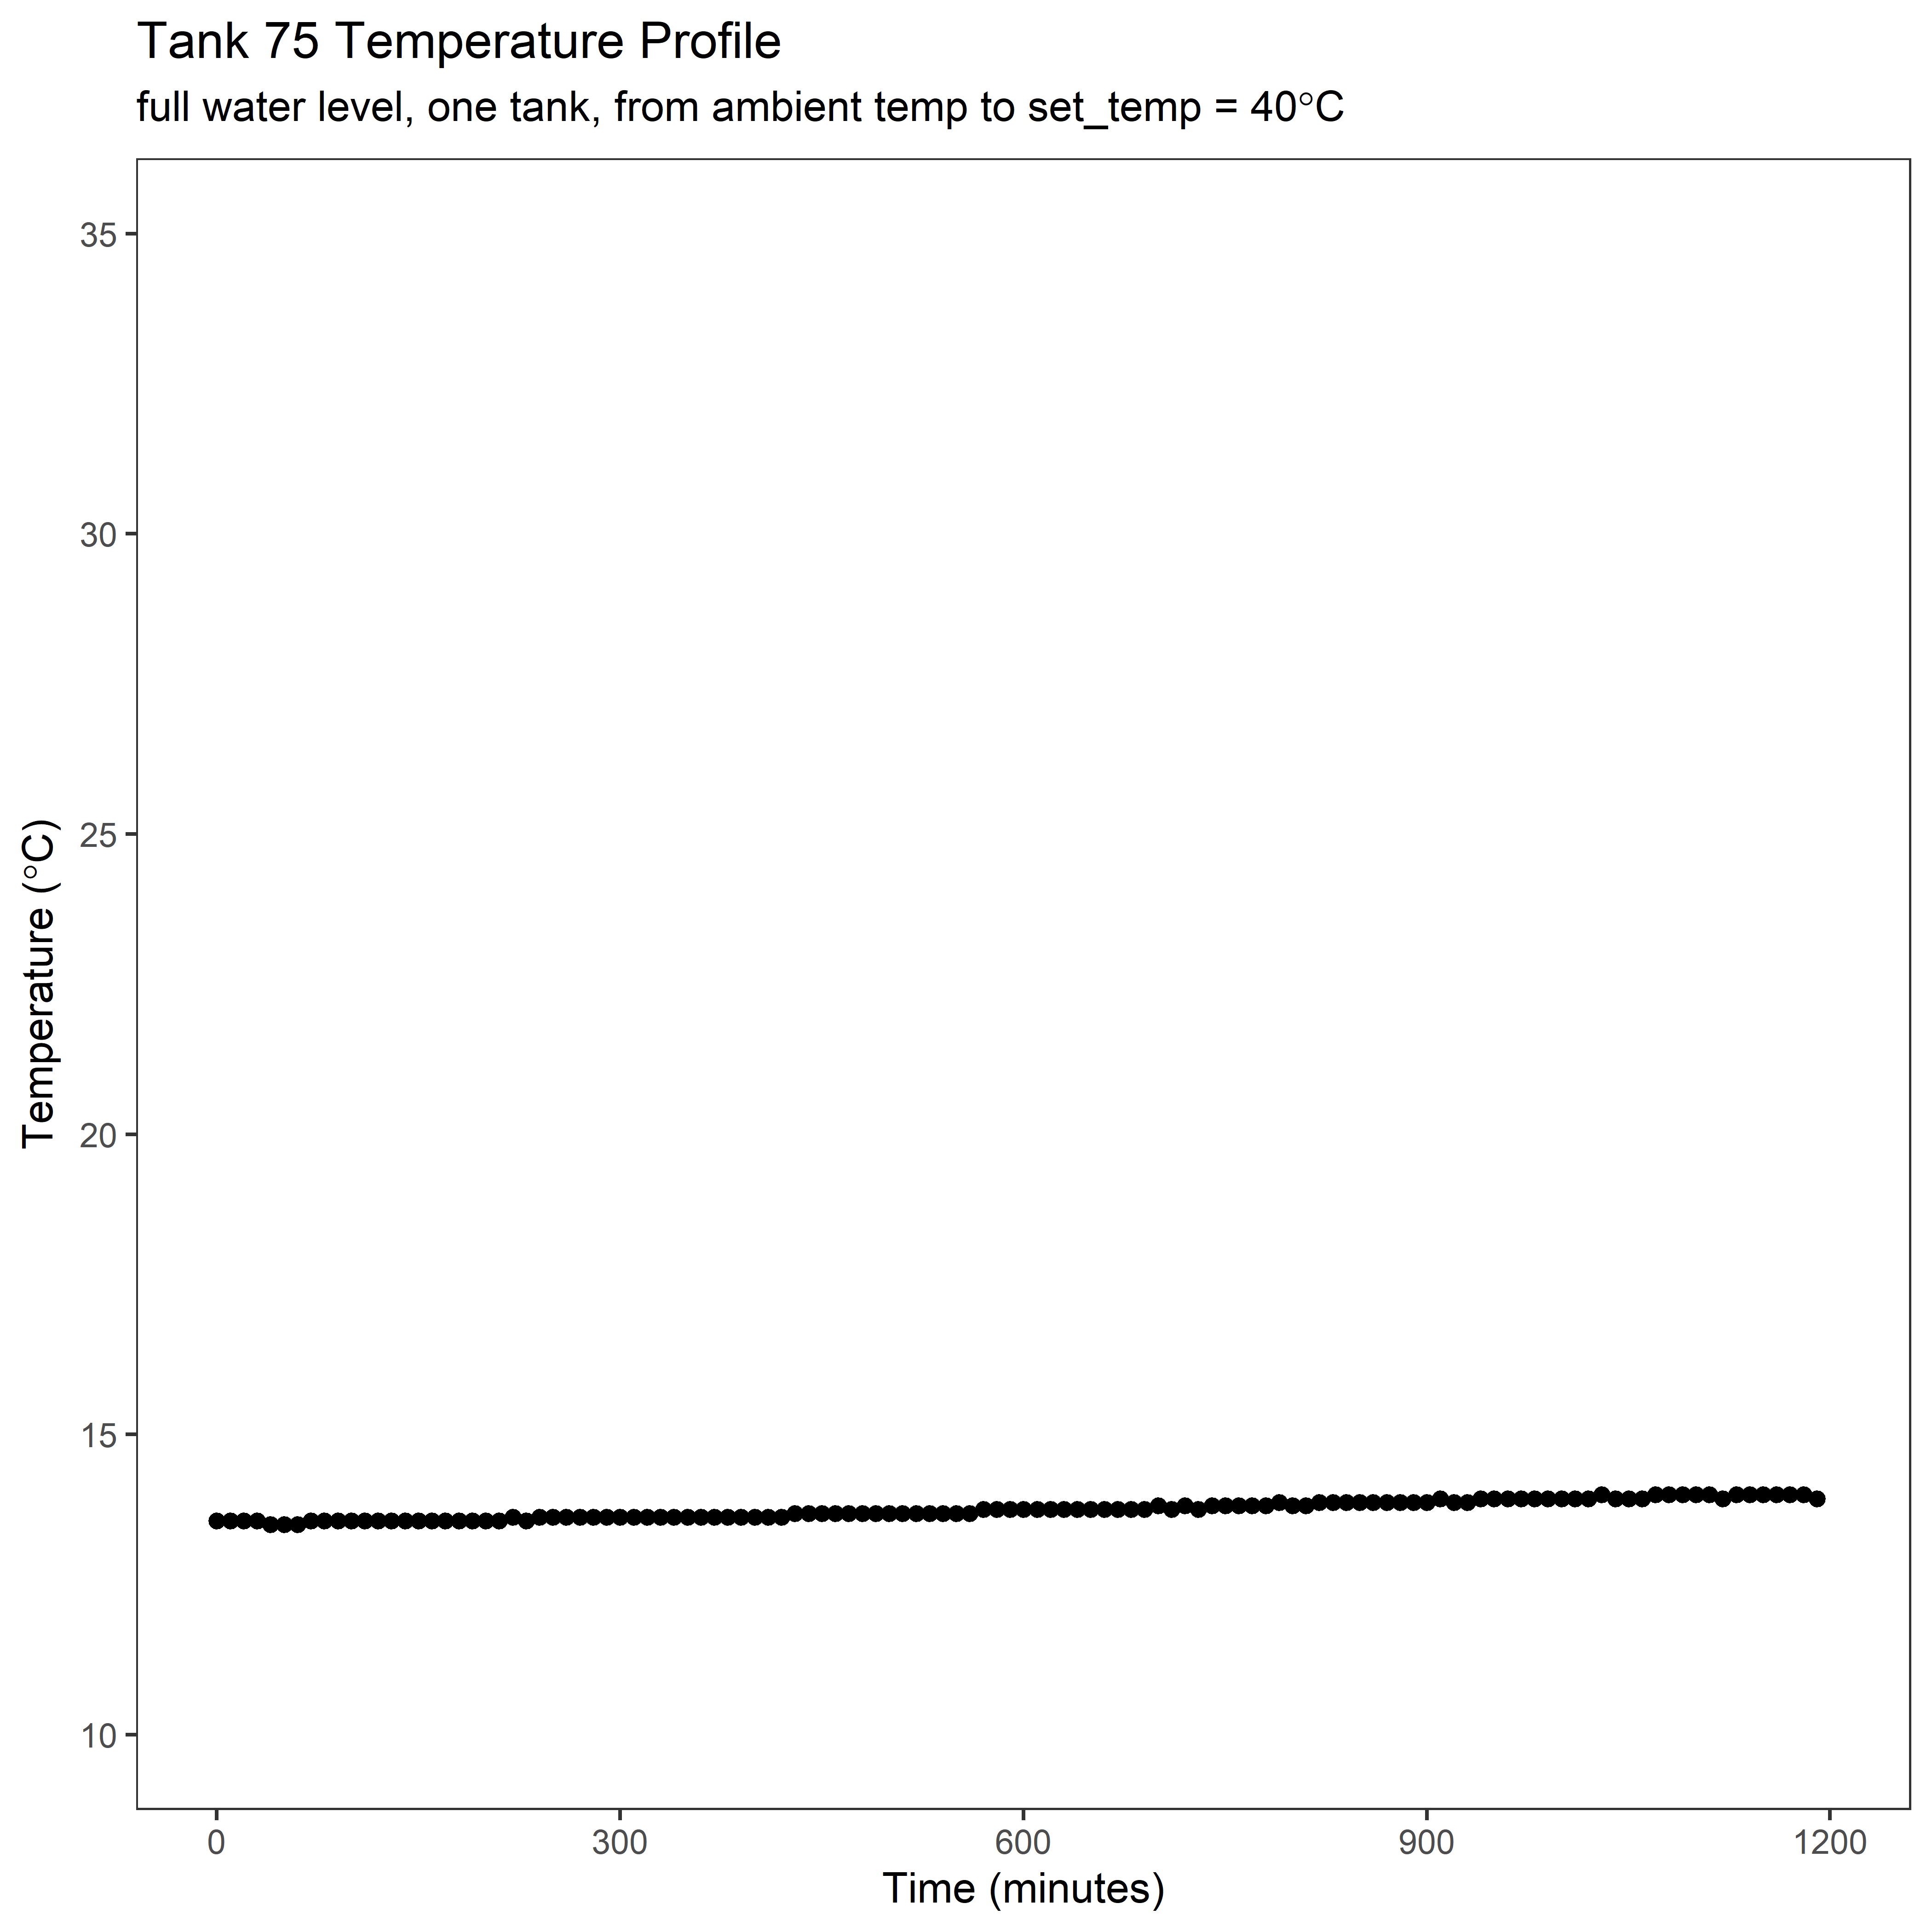 Tank 75 Temperature Profile
full water level, one tank, from ambient temp to set_temp = 40°C
Temperature (°C)
35
30
25
20
15
10
0 300 600 900 1200
Time (minutes)